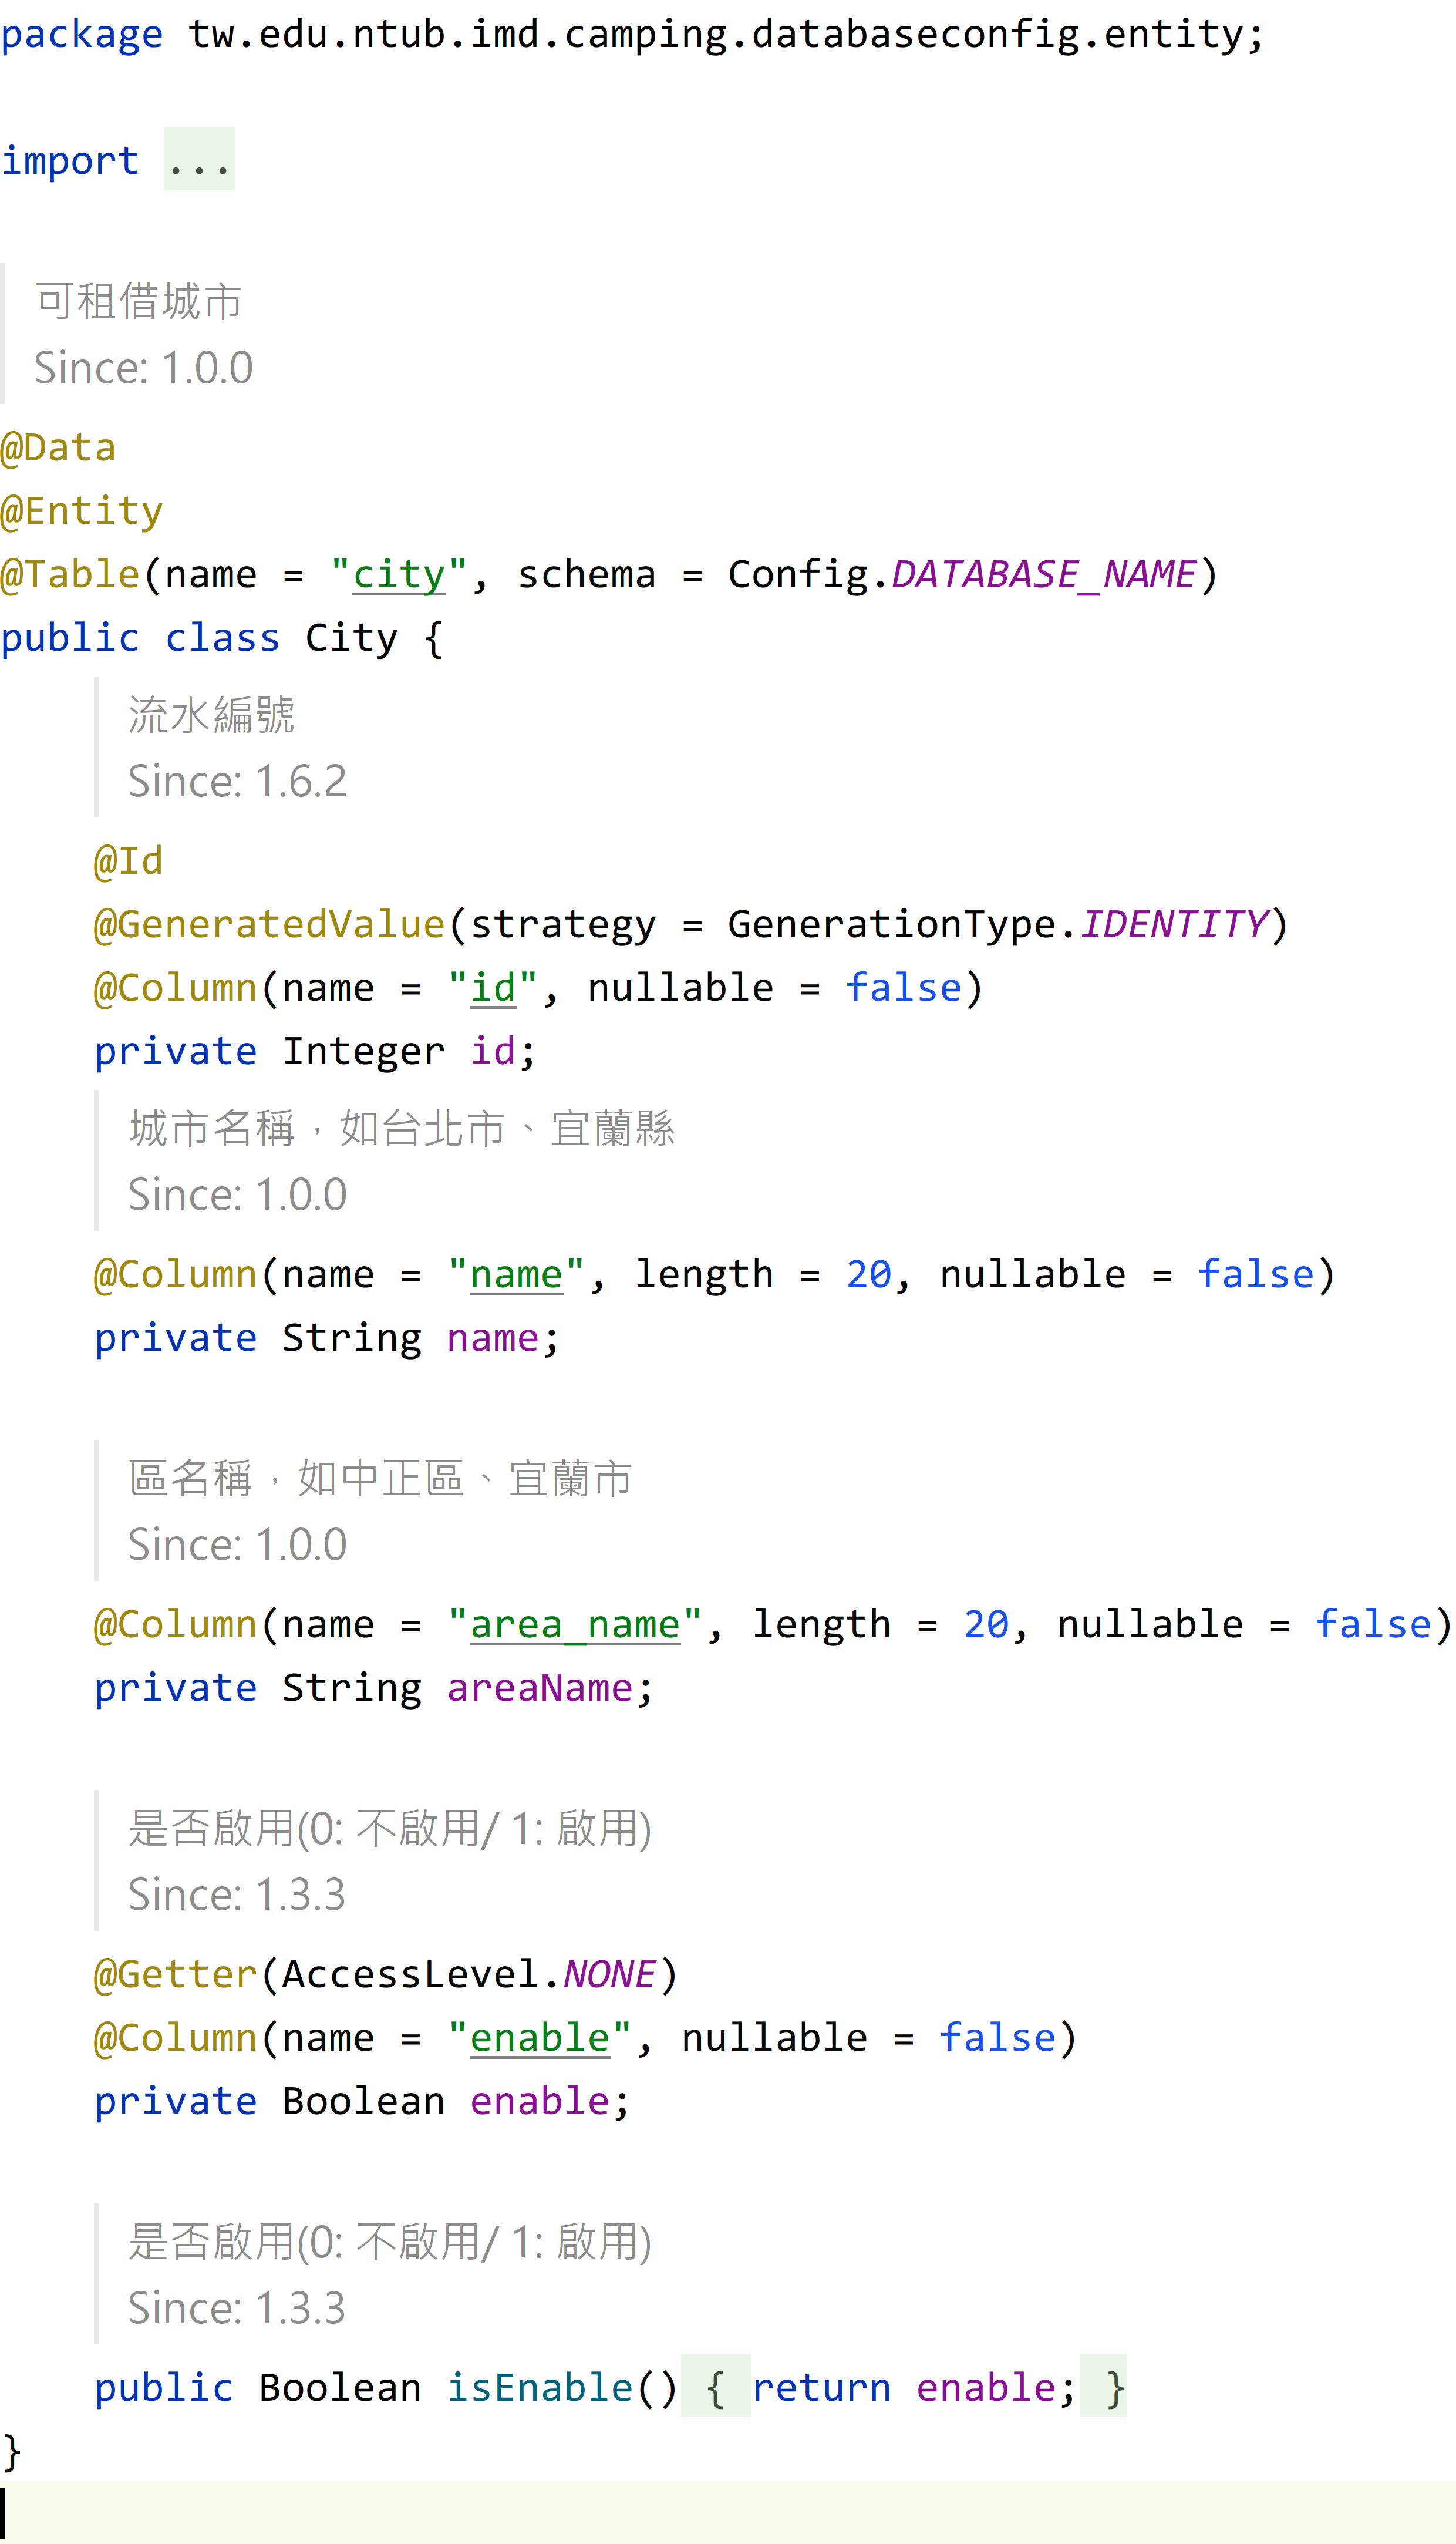 package tw.edu.ntub.imd.camping.databaseconfig.entity;
import ...
可租借城市
Since: 1.0.0
@Data
@Entity
@Table(name = "city", schema = Config.DATABASE_NAME)
public class City {
流水編號
Since: 1.6.2
@Id
@GeneratedValue(strategy = GenerationType.IDENTITY)
@Column(name = "id", nullable = false)
private Integer id;
城市名稱，如台北市、宜蘭縣
Since: 1.0.0
@Column(name = "name", length = 20, nullable = false)
private String name;
區名稱，如中正區、宜蘭市
Since: 1.0.0
@Column(name = "area_name", length = 20, nullable = false)
private String areaName;
是否啟用(0: 不啟用/ 1: 啟用)
Since: 1.3.3
@Getter(AccessLevel.NONE)
@Column(name = "enable", nullable = false)
private Boolean enable;
是否啟用(0: 不啟用/ 1: 啟用)
Since: 1.3.3
public Boolean isEnable() { return enable; }
}